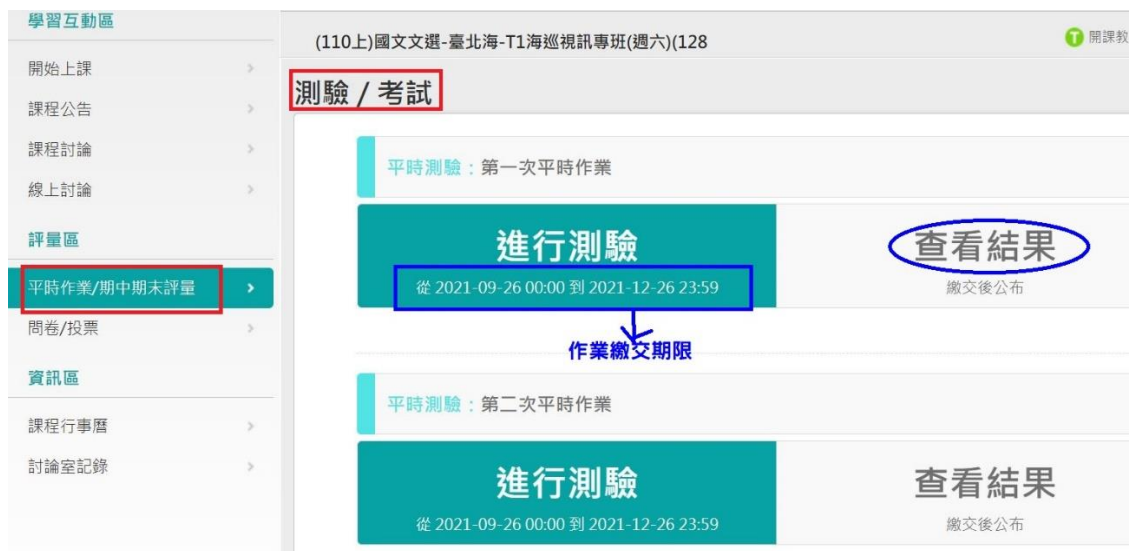 學習互動區
開始上課
課程公告
課程討論
線上討論
評量區
平時作業/期中期末評量
問卷/投票
資訊區
課程行事曆
討論室記錄
(110上)國文文選-臺北海-T1海巡視訊專班(週六)(128
T 開課教
測驗 / 考試
平時測驗：第一次平時作業
進行測驗
從 2021-09-26 00:00 到 2021-12-26 23:59
查看結果
繳交後公布
作業繳交期限
平時測驗：第二次平時作業
進行測驗
從 2021-09-26 00:00 到 2021-12-26 23:59
查看結果
繳交後公布